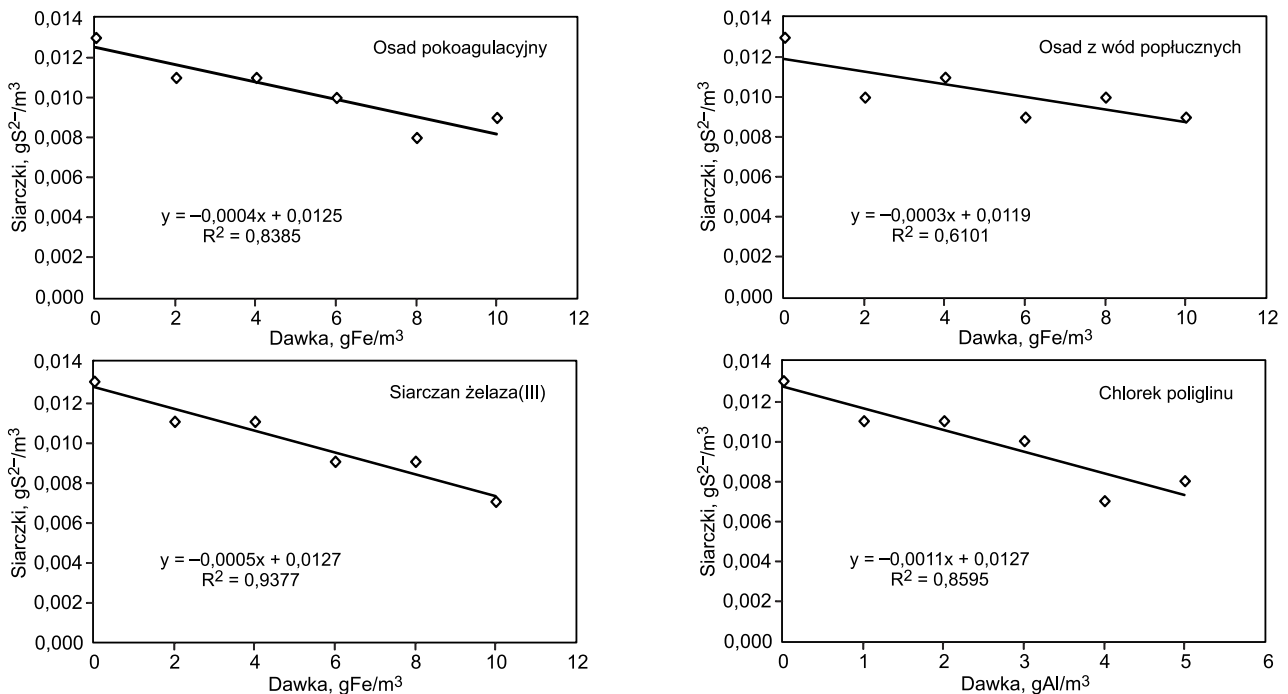 0,014
0,012
0,010
0,008
0,006
0,004
0,002
0,000
Siarczki, gS²⁻/m³
Osad pokoagulacyjny
y = –0,0004x + 0,0125
R² = 0,8385
0 2 4 6 8 10 12
Dawka, gFe/m³
0,014
0,012
0,010
0,008
0,006
0,004
0,002
0,000
Siarczki, gS²⁻/m³
Osad z wód popłucznych
y = –0,0003x + 0,0119
R² = 0,6101
0 2 4 6 8 10 12
Dawka, gFe/m³
0,014
0,012
0,010
0,008
0,006
0,004
0,002
0,000
Siarczki, gS²⁻/m³
Siarczan żelaza(III)
y = –0,0005x + 0,0127
R² = 0,9377
0 2 4 6 8 10 12
Dawka, gFe/m³
0,014
0,012
0,010
0,008
0,006
0,004
0,002
0,000
Siarczki, gS²⁻/m³
Chlorek poliglinu
y = –0,0011x + 0,0127
R² = 0,8595
0 1 2 3 4 5 6
Dawka, gAl/m³